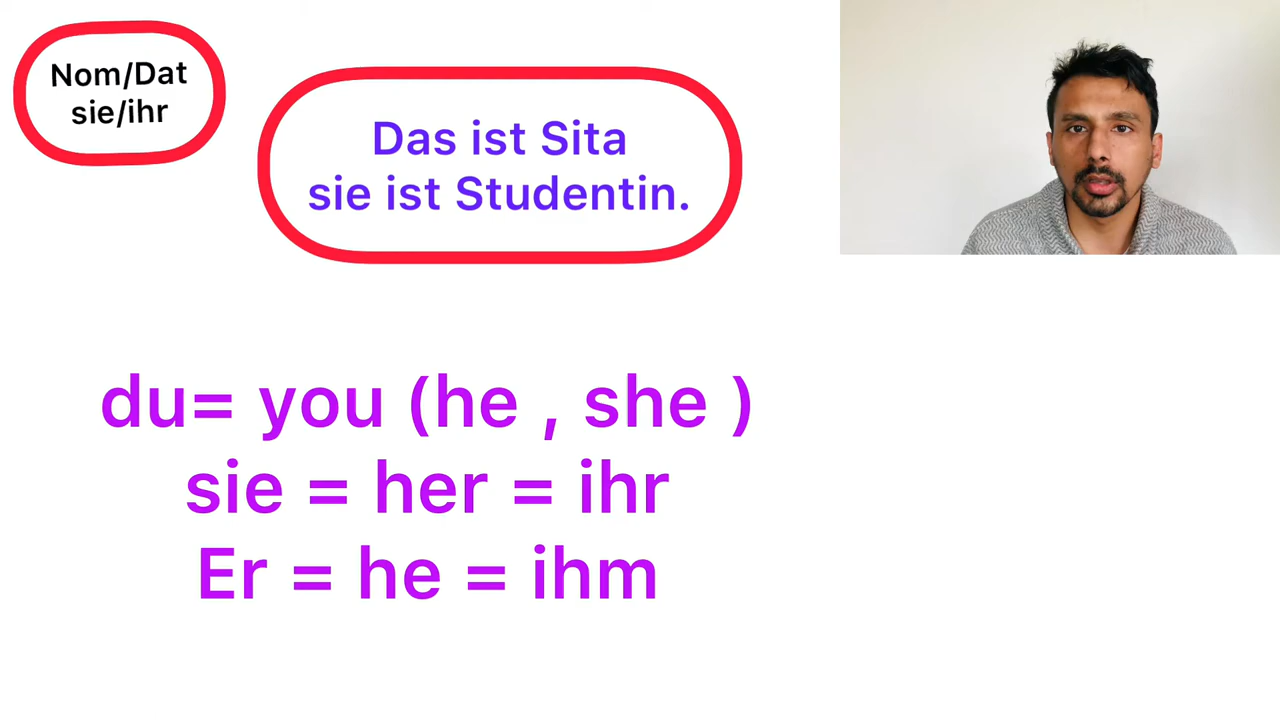 Nom/Dat
sie/ihr
Das ist Sita
sie ist Studentin.
du= you (he , she )
sie = her = ihr
Er = he = ihm